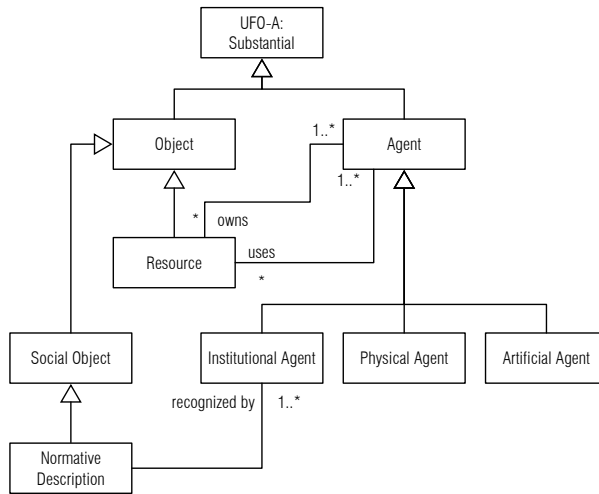 UFO-A:
Substantial
Object
1..*
Agent
1..*
* owns
Resource
uses
*
Social Object
Institutional Agent
Physical Agent
Artificial Agent
recognized by 1..*
Normative
Description